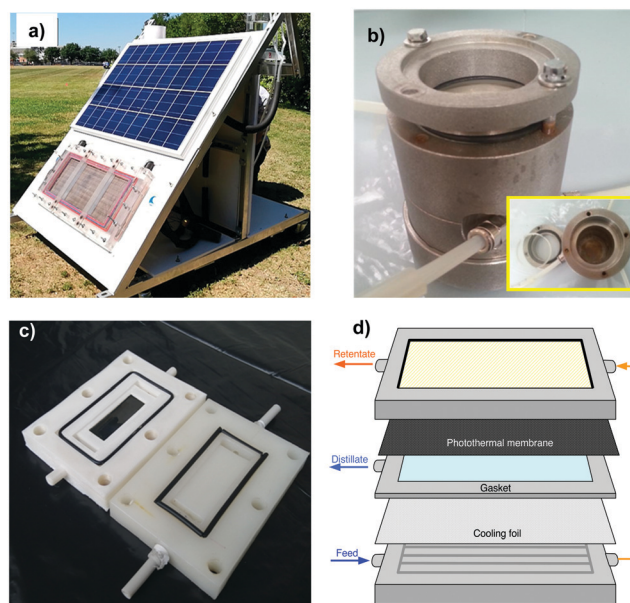 a)
b)
c)
d)
Retentate
Photothermal membrane
Distillate
Gasket
Cooling foil
Feed